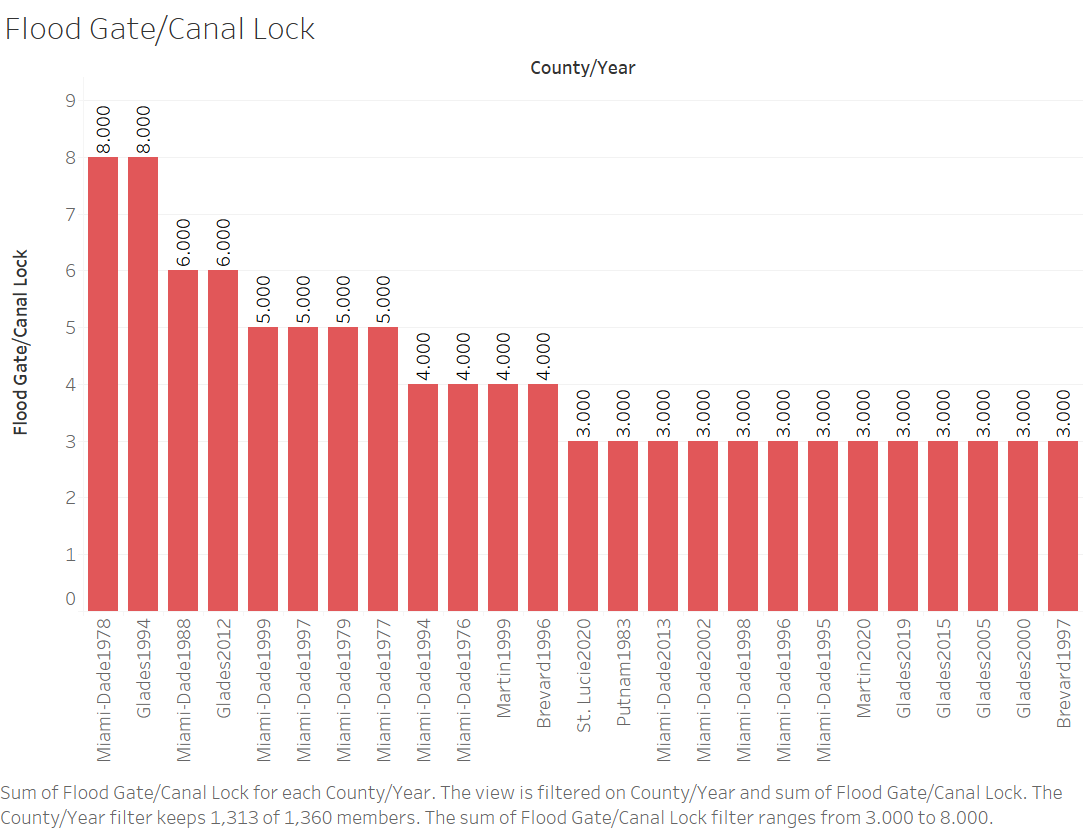 Flood Gate/Canal Lock
County/Year
Flood Gate/Canal Lock
9
8
7
6
5
4
3
2
1
0
8.000
8.000
6.000
6.000
5.000
5.000
5.000
5.000
4.000
4.000
4.000
4.000
3.000
3.000
3.000
3.000
3.000
3.000
3.000
3.000
3.000
3.000
3.000
3.000
3.000
Miami-Dade1978
Glades1994
Miami-Dade1988
Glades2012
Miami-Dade1999
Miami-Dade1997
Miami-Dade1979
Miami-Dade1977
Miami-Dade1994
Miami-Dade1976
Martin1999
Brevard1996
St. Lucie2020
Putnam1983
Miami-Dade2013
Miami-Dade2002
Miami-Dade1998
Miami-Dade1996
Miami-Dade1995
Martin2020
Glades2019
Glades2015
Glades2005
Glades2000
Brevard1997
Sum of Flood Gate/Canal Lock for each County/Year. The view is filtered on County/Year and sum of Flood Gate/Canal Lock. The
County/Year filter keeps 1,313 of 1,360 members. The sum of Flood Gate/Canal Lock filter ranges from 3.000 to 8.000.